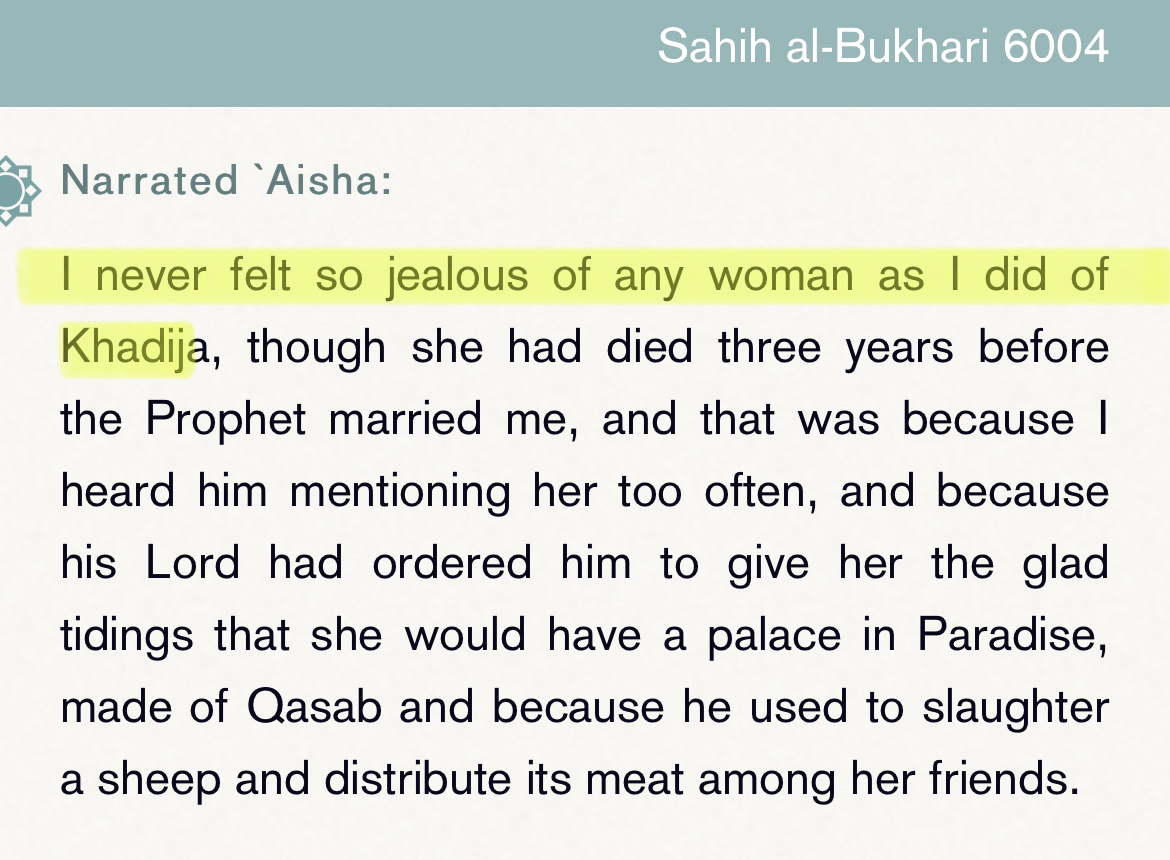 Sahih al-Bukhari 6004
Narrated `Aisha:
I never felt so jealous of any woman as I did of
Khadija, though she had died three years before
the Prophet married me, and that was because I
heard him mentioning her too often, and because
his Lord had ordered him to give her the glad
tidings that she would have a palace in Paradise,
made of Qasab and because he used to slaughter
a sheep and distribute its meat among her friends.